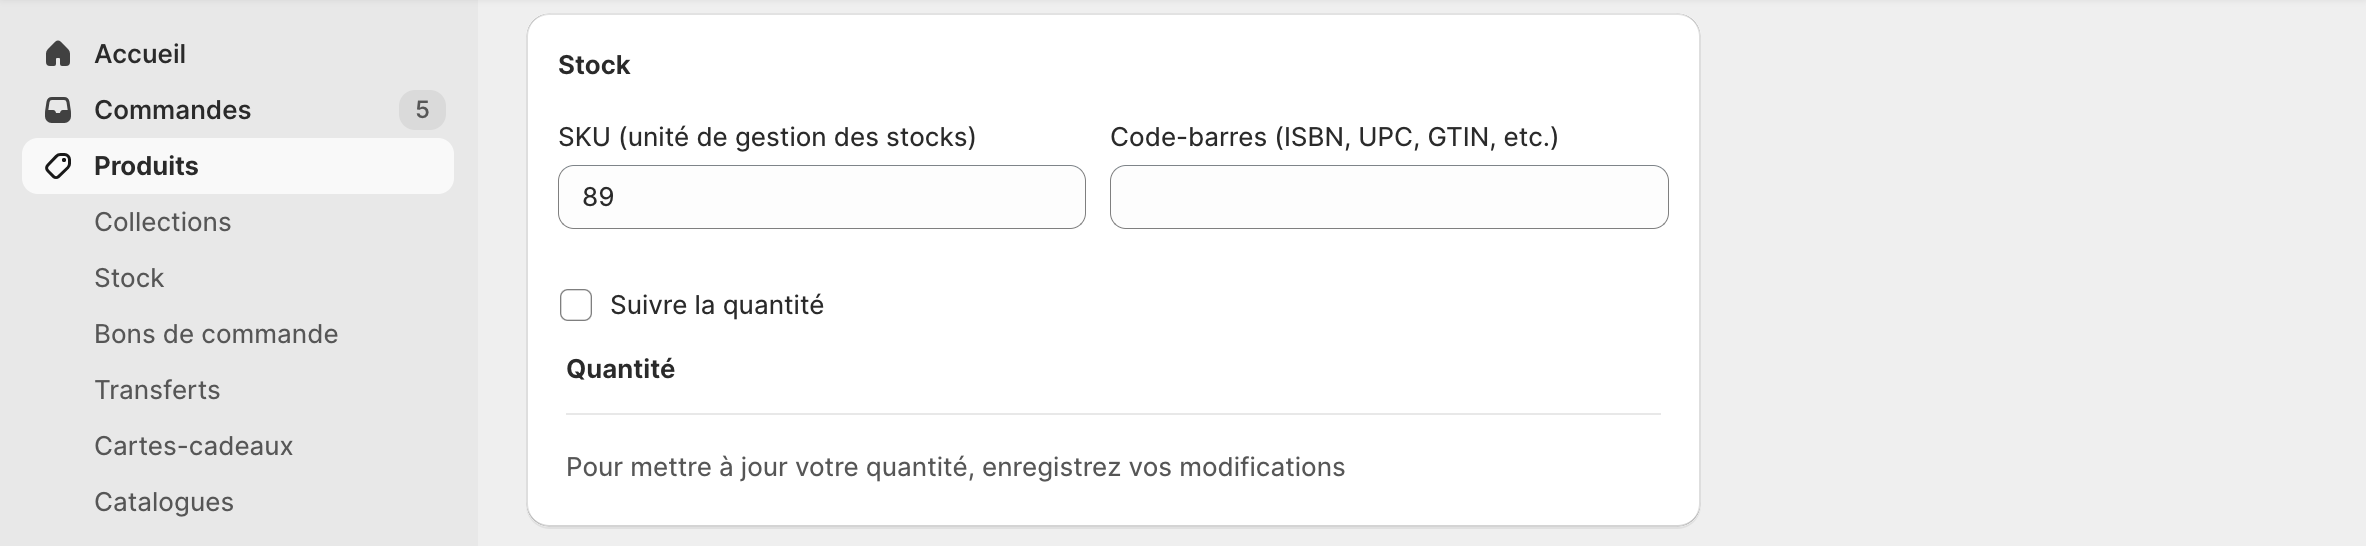 Accueil
Commandes 5
Produits
Collections
Stock
Bons de commande
Transferts
Cartes-cadeaux
Catalogues
Stock
SKU (unité de gestion des stocks)
89
Code-barres (ISBN, UPC, GTIN, etc.)
Suivre la quantité
Quantité
Pour mettre à jour votre quantité, enregistrez vos modifications